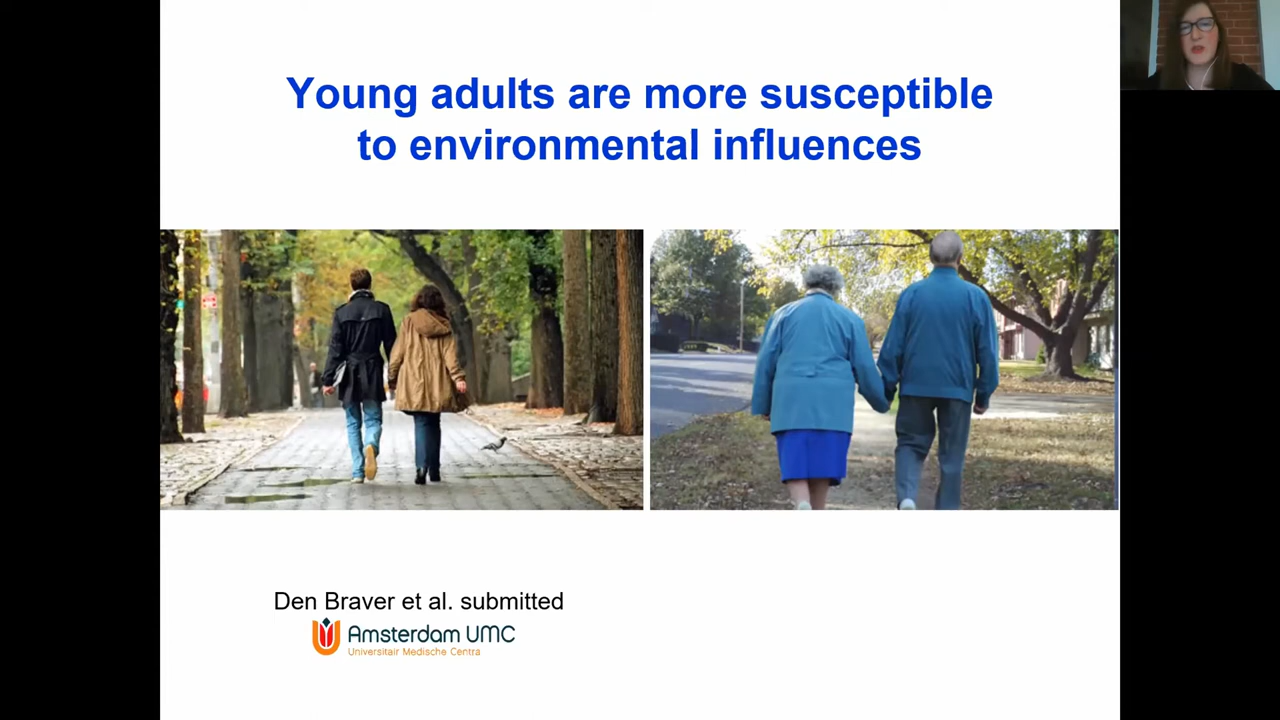 Young adults are more susceptible
to environmental influences
Den Braver et al. submitted
Amsterdam UMC
Universitair Medische Centra